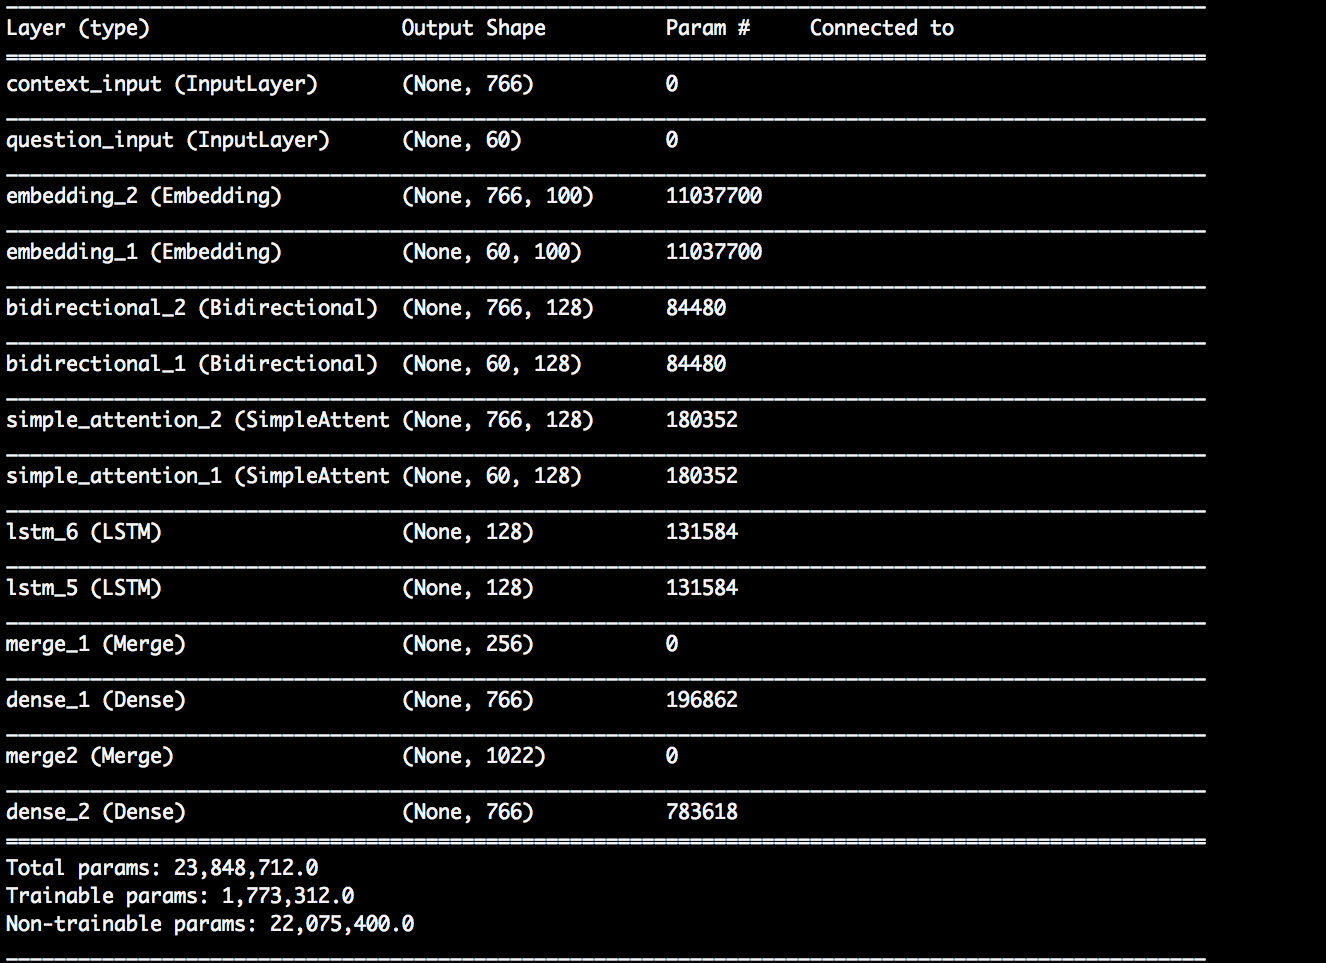 Layer (type) Output Shape Param # Connected to
context_input (InputLayer) (None, 766) 0
question_input (InputLayer) (None, 60) 0
embedding_2 (Embedding) (None, 766, 100) 11037700
embedding_1 (Embedding) (None, 60, 100) 11037700
bidirectional_2 (Bidirectional) (None, 766, 128) 84480
bidirectional_1 (Bidirectional) (None, 60, 128) 84480
simple_attention_2 (SimpleAttent (None, 766, 128) 180352
simple_attention_1 (SimpleAttent (None, 60, 128) 180352
lstm_6 (LSTM) (None, 128) 131584
lstm_5 (LSTM) (None, 128) 131584
merge_1 (Merge) (None, 256) 0
dense_1 (Dense) (None, 766) 196862
merge2 (Merge) (None, 1022) 0
dense_2 (Dense) (None, 766) 783618
Total params: 23,848,712.0
Trainable params: 1,773,312.0
Non-trainable params: 22,075,400.0